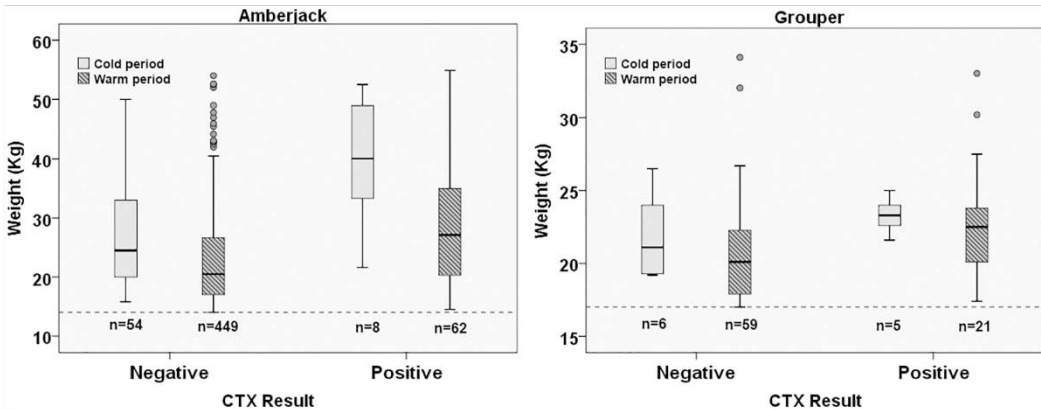 Amberjack
60
50
40
30
20
10
Weight (Kg)
Cold period
Warm period
n=54 n=449 n=8 n=62
Negative Positive
CTX Result
Grouper
35
30
25
20
15
Weight (Kg)
Cold period
Warm period
n=6 n=59 n=5 n=21
Negative Positive
CTX Result